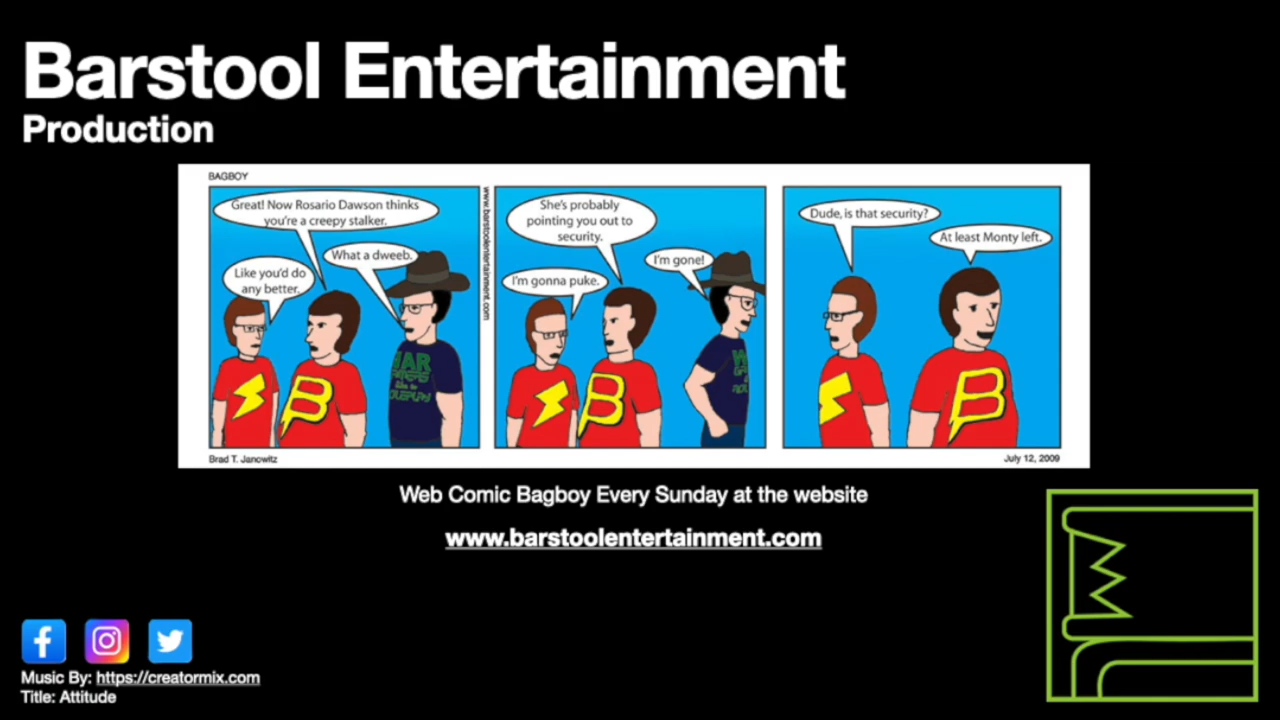 Barstool Entertainment
Production
BAGBOY
Great! Now Rosario Dawson thinks
you're a creepy stalker.
What a dweeb.
Like you'd do
any better.
www.barstoolentertainment.com
She's probably
pointing you out to
security.
I'm gone!
I'm gonna puke.
Dude, is that security?
At least Monty left.
B
B
B
Brad T. Janowitz
July 12, 2009
Web Comic Bagboy Every Sunday at the website
www.barstoolentertainment.com
Music By: https://creatormix.com
Title: Attitude